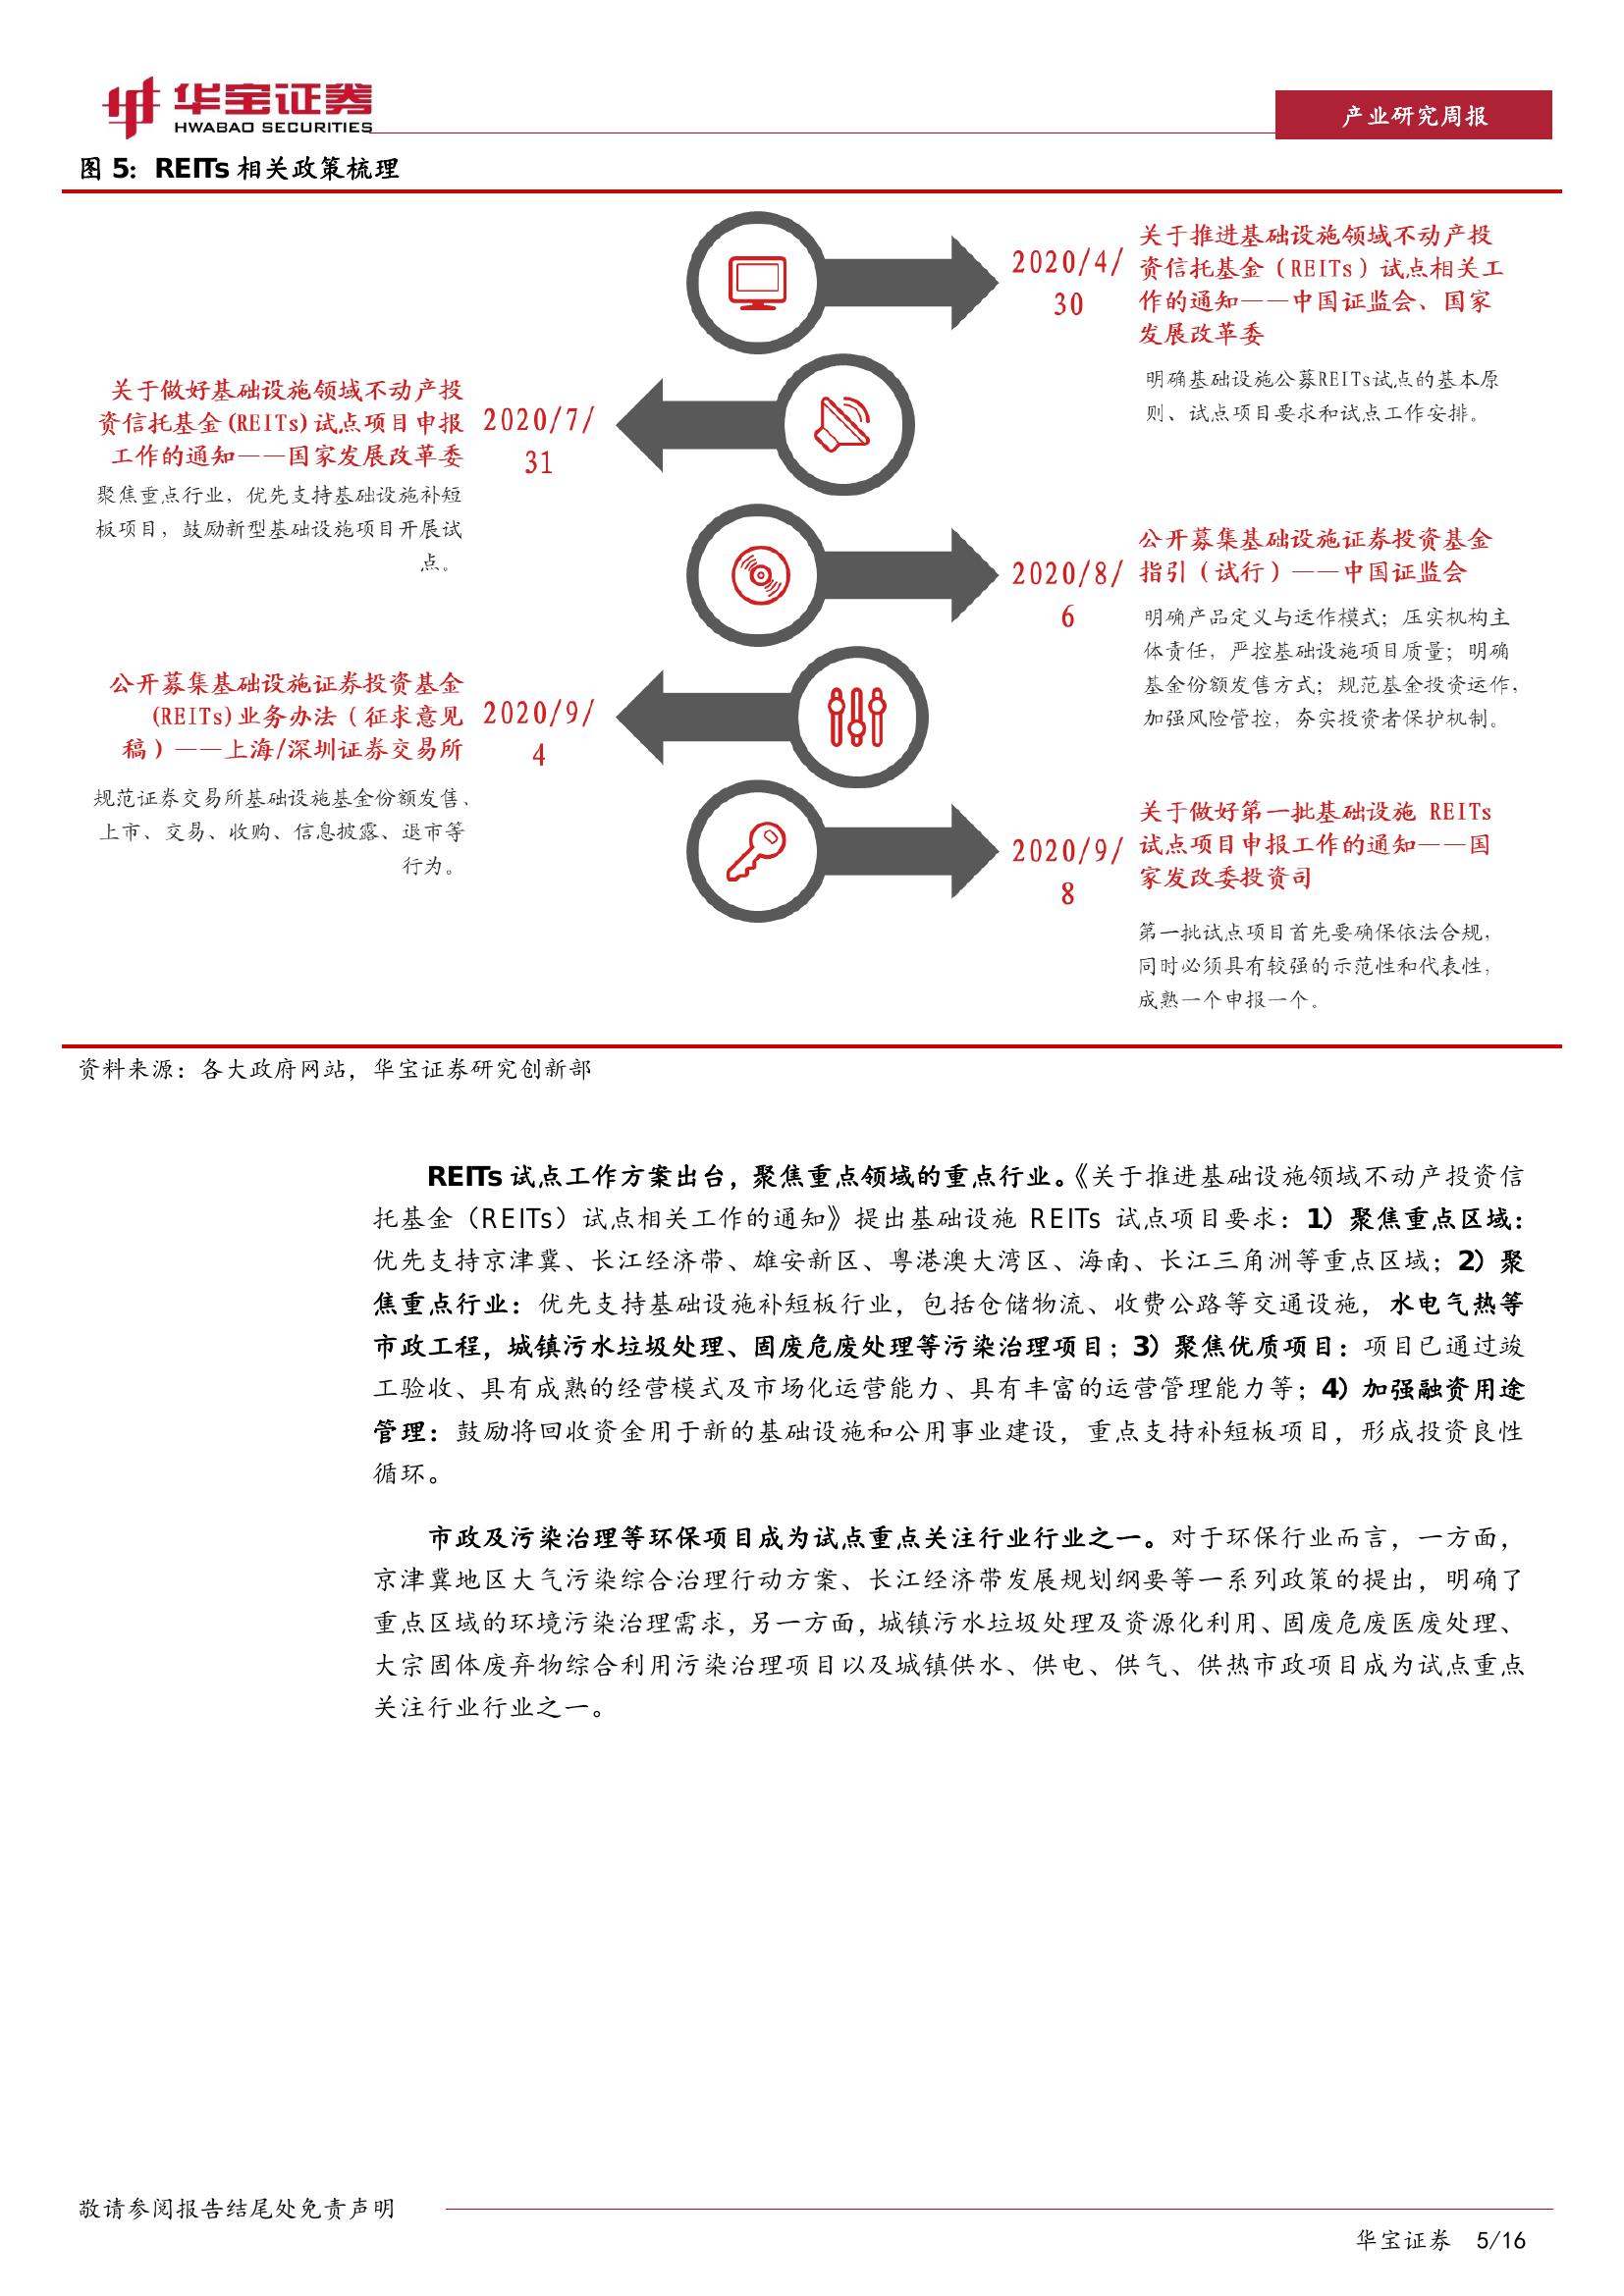 华宝证券
HWABAO SECURITIES
产业研究周报
图 5：REITs 相关政策梳理
2020/4/
30
关于推进基础设施领域不动产投
资信托基金（REITs）试点相关工
作的通知——中国证监会、国家
发展改革委
明确基础设施公募REITs试点的基本原
则、试点项目要求和试点工作安排。
关于做好基础设施领域不动产投
资信托基金(REITs)试点项目申报
工作的通知——国家发展改革委
2020/7/
31
聚焦重点行业，优先支持基础设施补短
板项目，鼓励新型基础设施项目开展试
点。
2020/8/
6
公开募集基础设施证券投资基金
指引（试行）——中国证监会
明确产品定义与运作模式；压实机构主
体责任，严控基础设施项目质量；明确
基金份额发售方式；规范基金投资运作，
加强风险管控，夯实投资者保护机制。
公开募集基础设施证券投资基金
(REITs)业务办法（征求意见
稿）——上海/深圳证券交易所
2020/9/
4
规范证券交易所基础设施基金份额发售、
上市、交易、收购、信息披露、退市等
行为。
2020/9/
8
关于做好第一批基础设施 REITs
试点项目申报工作的通知——国
家发改委投资司
第一批试点项目首先要确保依法合规，
同时必须具有较强的示范性和代表性，
成熟一个申报一个。
资料来源：各大政府网站，华宝证券研究创新部
REITs 试点工作方案出台，聚焦重点领域的重点行业。《关于推进基础设施领域不动产投资信
托基金（REITs）试点相关工作的通知》提出基础设施 REITs 试点项目要求：1）聚焦重点区域：
优先支持京津冀、长江经济带、雄安新区、粤港澳大湾区、海南、长江三角洲等重点区域；2）聚
焦重点行业：优先支持基础设施补短板行业，包括仓储物流、收费公路等交通设施，水电气热等
市政工程，城镇污水垃圾处理、固废危废处理等污染治理项目；3）聚焦优质项目：项目已通过竣
工验收、具有成熟的经营模式及市场化运营能力、具有丰富的运营管理能力等；4）加强融资用途
管理：鼓励将回收资金用于新的基础设施和公用事业建设，重点支持补短板项目，形成投资良性
循环。
市政及污染治理等环保项目成为试点重点关注行业行业之一。对于环保行业而言，一方面，
京津冀地区大气污染综合治理行动方案、长江经济带发展规划纲要等一系列政策的提出，明确了
重点区域的环境污染治理需求，另一方面，城镇污水垃圾处理及资源化利用、固废危废医废处理、
大宗固体废弃物综合利用污染治理项目以及城镇供水、供电、供气、供热市政项目成为试点重点
关注行业行业之一。
敬请参阅报告结尾处免责声明
华宝证券 5/16